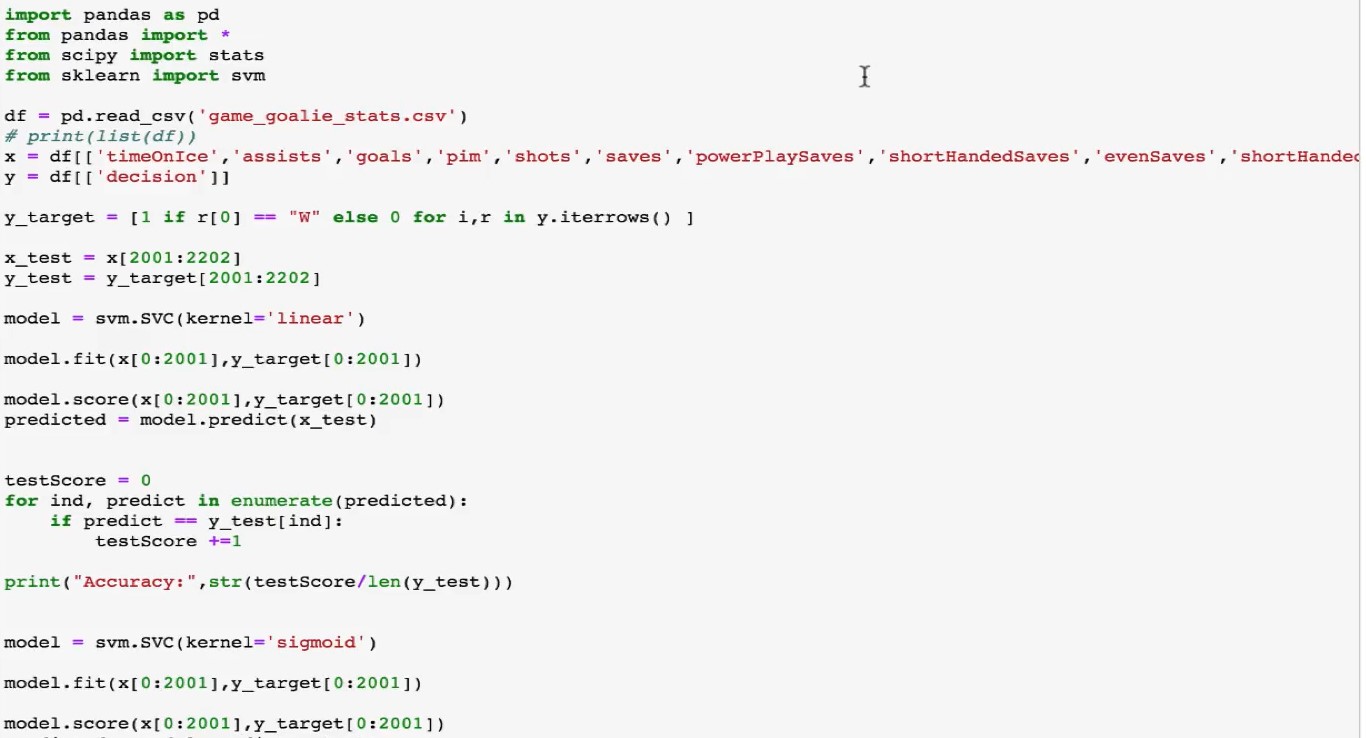 import pandas as pd
from pandas import *
from scipy import stats
from sklearn import svm
df = pd.read_csv('game_goalie_stats.csv')
# print(list(df))
x = df[['timeOnIce','assists','goals','pim','shots','saves','powerPlaySaves','shortHandedSaves','evenSaves','shortHanded
y = df[['decision']]
y_target = [1 if r[0] == "W" else 0 for i,r in y.iterrows() ]
x_test = x[2001:2202]
y_test = y_target[2001:2202]
model = svm.SVC(kernel='linear')
model.fit(x[0:2001],y_target[0:2001])
model.score(x[0:2001],y_target[0:2001])
predicted = model.predict(x_test)
testScore = 0
for ind, predict in enumerate(predicted):
    if predict == y_test[ind]:
        testScore +=1
print("Accuracy:",str(testScore/len(y_test)))
model = svm.SVC(kernel='sigmoid')
model.fit(x[0:2001],y_target[0:2001])
model.score(x[0:2001],y_target[0:2001])